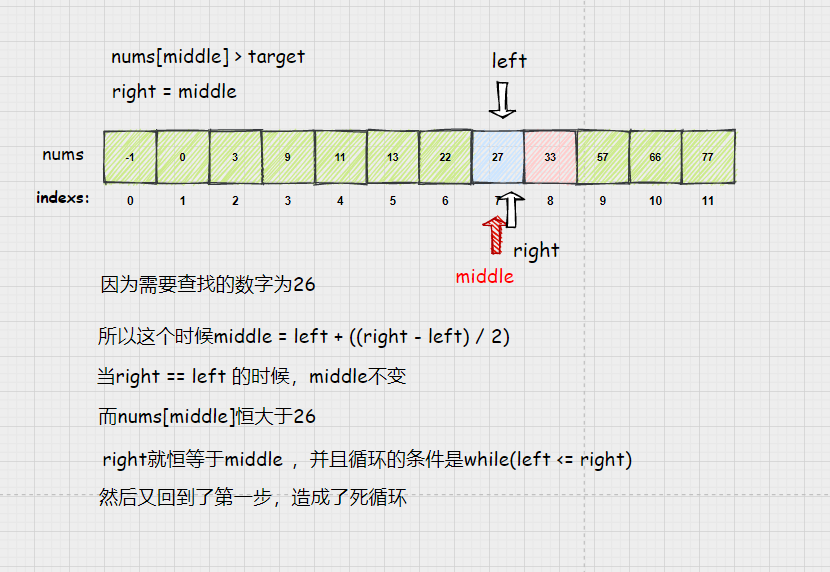 nums[middle] > target
left
right = middle
nums -1 0 3 9 11 13 22 27 33 57 66 77
indexs: 0 1 2 3 4 5 6 7 8 9 10 11
right
middle
因为需要查找的数字为26
所以这个时候middle = left + ((right - left) / 2)
当right == left 的时候，middle不变
而nums[middle]恒大于26
right就恒等于middle ，并且循环的条件是while(left <= right)
然后又回到了第一步，造成了死循环